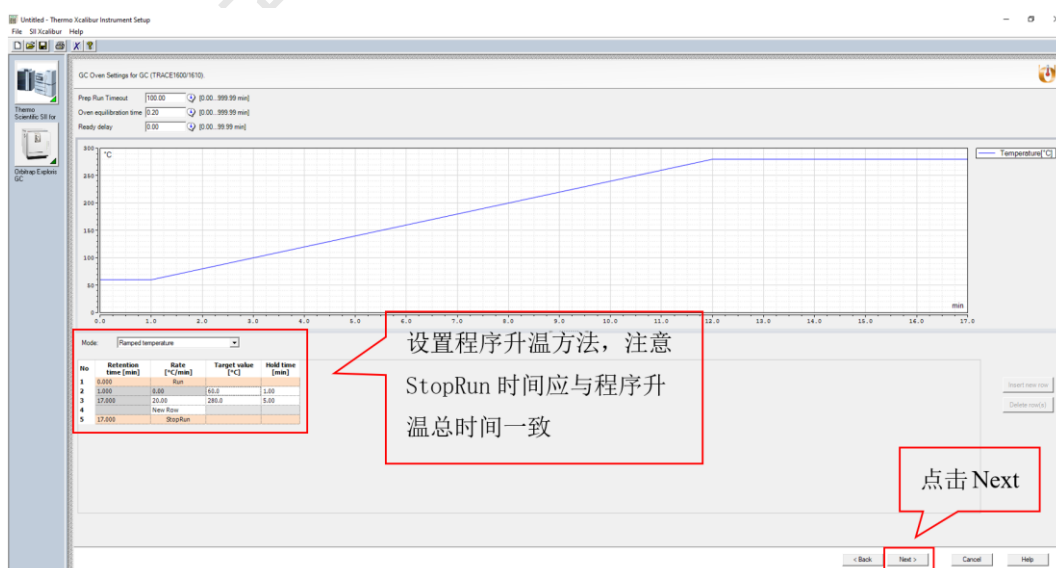 Untitled - Thermo Xcalibur Instrument Setup
File SII Xcalibur Help
Thermo
Scientific SII for
Orbitrap Exploris
GC
GC Oven Settings for GC (TRACE1600/1610).
Prep Run Timeout 100.00 [0.00...999.99 min]
Oven equilibration time 0.20 [0.00...999.99 min]
Ready delay 0.00 [0.00...99.99 min]
300 °C
250
200
150
100
50
0
Temperature[°C]
min
0.0 1.0 2.0 3.0 4.0 5.0 6.0 7.0 8.0 9.0 10.0 11.0 12.0 13.0 14.0 15.0 16.0 17.0
Mode: Ramped temperature
No Retention time [min] Rate [°C/min] Target value [°C] Hold time [min]
1 0.000 Run
2 1.000 0.00 60.0 1.00
3 17.000 20.00 280.0 5.00
4 New Row
5 17.000 StopRun
设置程序升温方法，注意
StopRun 时间应与程序升
温总时间一致
Insert new row
Delete row(s)
点击 Next
< Back Next > Cancel Help